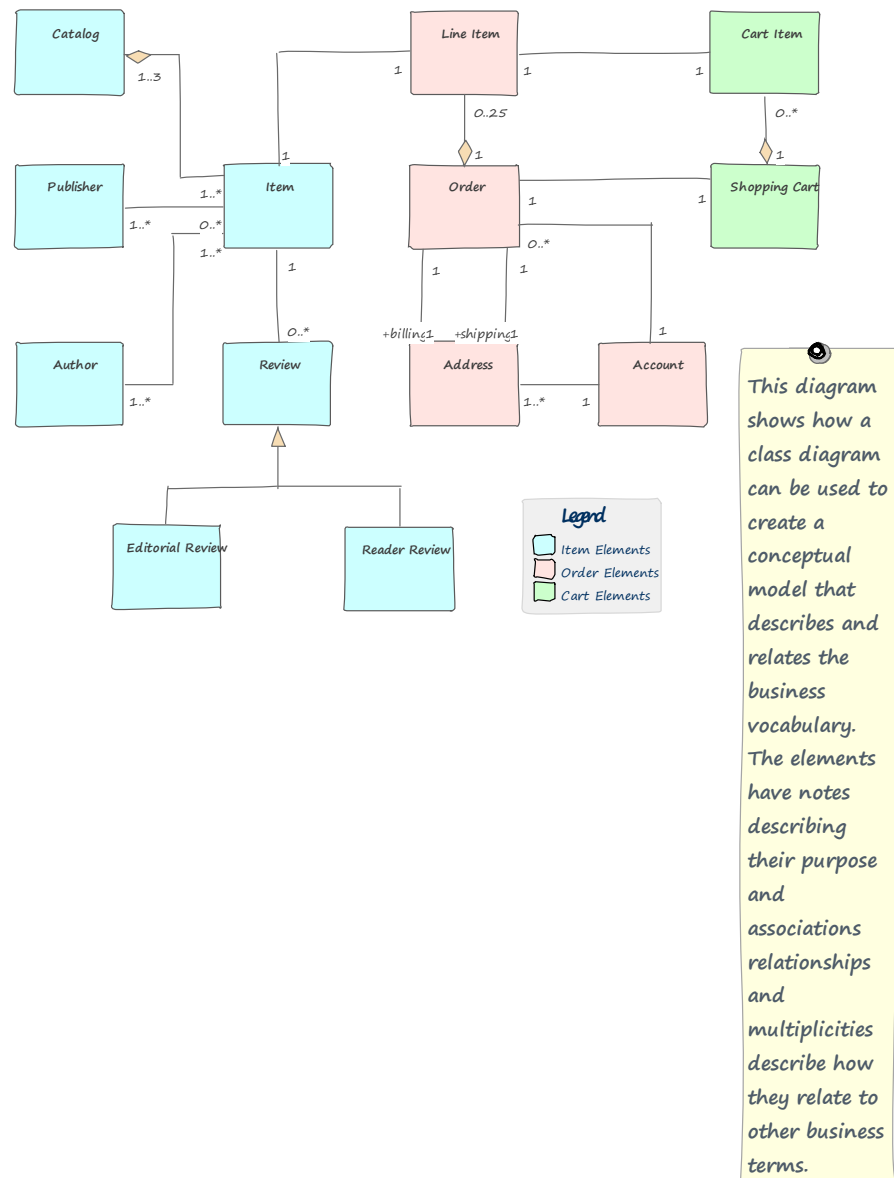 Catalog
Line Item
Cart Item
1..3
1
1
1
0..25
0..*
1
1
1
Publisher
Item
Order
Shopping Cart
1..*
1..*
0..*
1..*
1
1
0..*
1
1
1
0..*
+billing
1
+shipping
1
1
Author
Review
Address
Account
1..*
1..*
1
Editorial Review
Reader Review
Legend
Item Elements
Order Elements
Cart Elements
This diagram
shows how a
class diagram
can be used to
create a
conceptual
model that
describes and
relates the
business
vocabulary.
The elements
have notes
describing
their purpose
and
associations
relationships
and
multiplicities
describe how
they relate to
other business
terms.